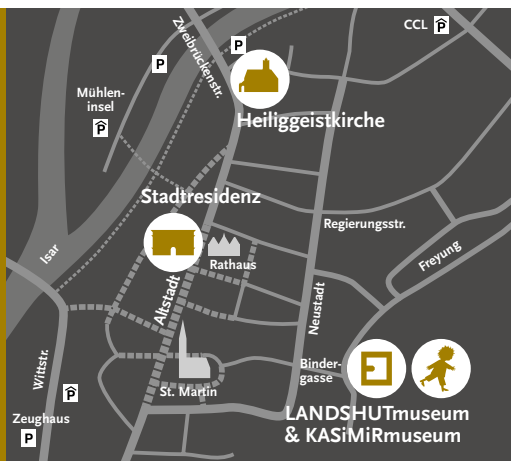 CCL P
Zweibrückenstr.
P
P
Mühlen-
insel
P
Heiliggeistkirche
Stadtresidenz
Regierungsstr.
Isar
Rathaus
Freyung
Altstadt
Neustadt
Wittstr.
Binder-
gasse
P
St. Martin
Zeughaus
P
LANDSHUTmuseum
& KASiMiRmuseum